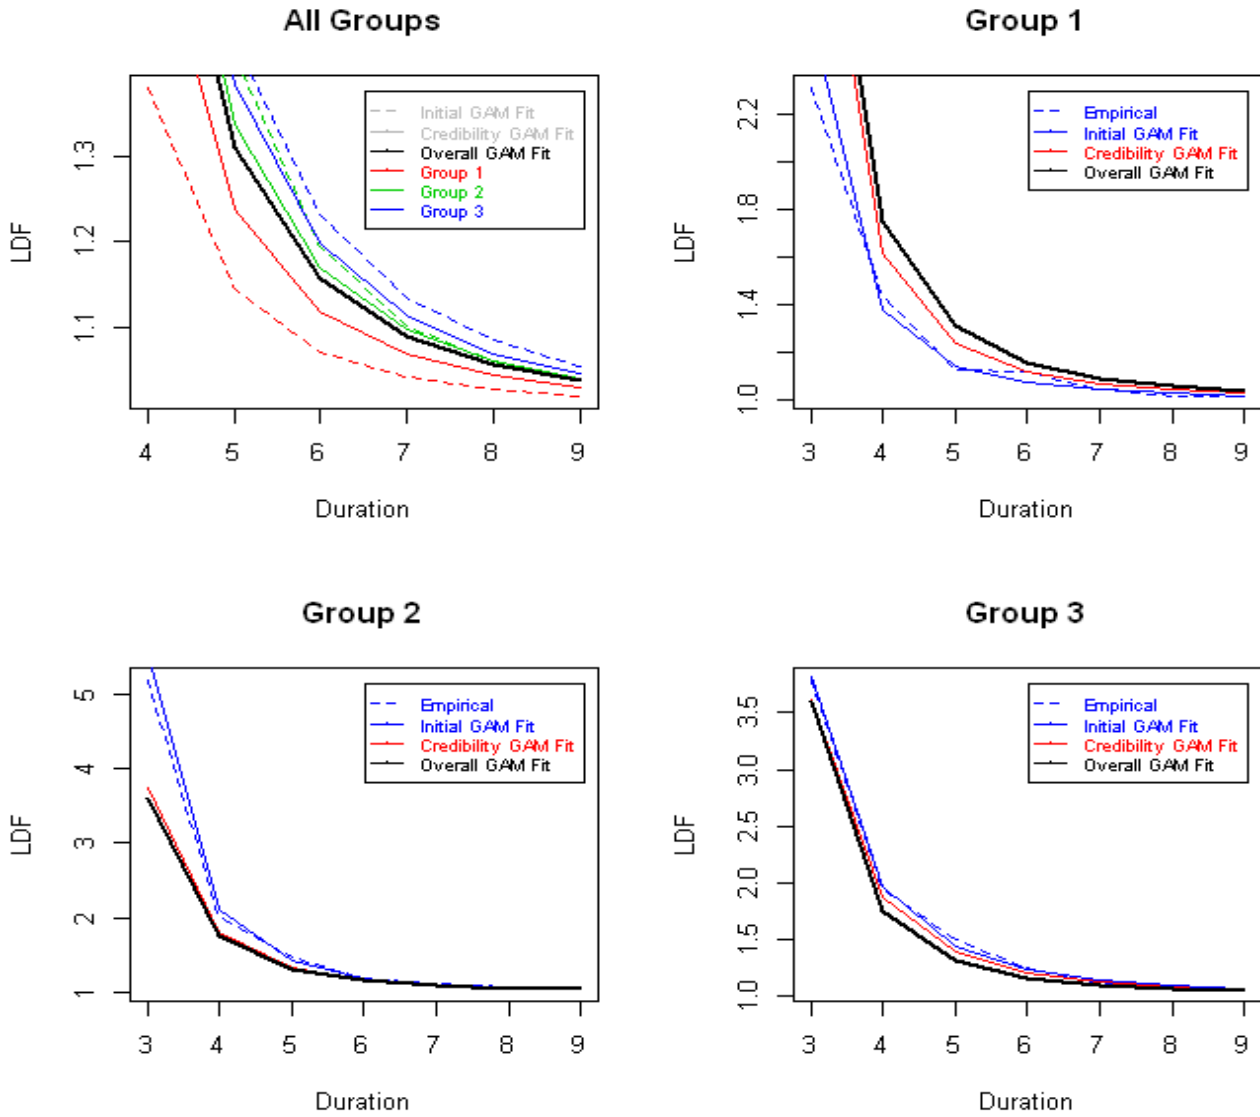 All Groups
LDF
1.3
1.2
1.1
Initial GAM Fit
Credibility GAM Fit
Overall GAM Fit
Group 1
Group 2
Group 3
4 5 6 7 8 9
Duration
Group 1
LDF
2.2
1.8
1.4
1.0
Empirical
Initial GAM Fit
Credibility GAM Fit
Overall GAM Fit
3 4 5 6 7 8 9
Duration
Group 2
LDF
5
4
3
2
1
Empirical
Initial GAM Fit
Credibility GAM Fit
Overall GAM Fit
3 4 5 6 7 8 9
Duration
Group 3
LDF
3.5
3.0
2.5
2.0
1.5
1.0
Empirical
Initial GAM Fit
Credibility GAM Fit
Overall GAM Fit
3 4 5 6 7 8 9
Duration